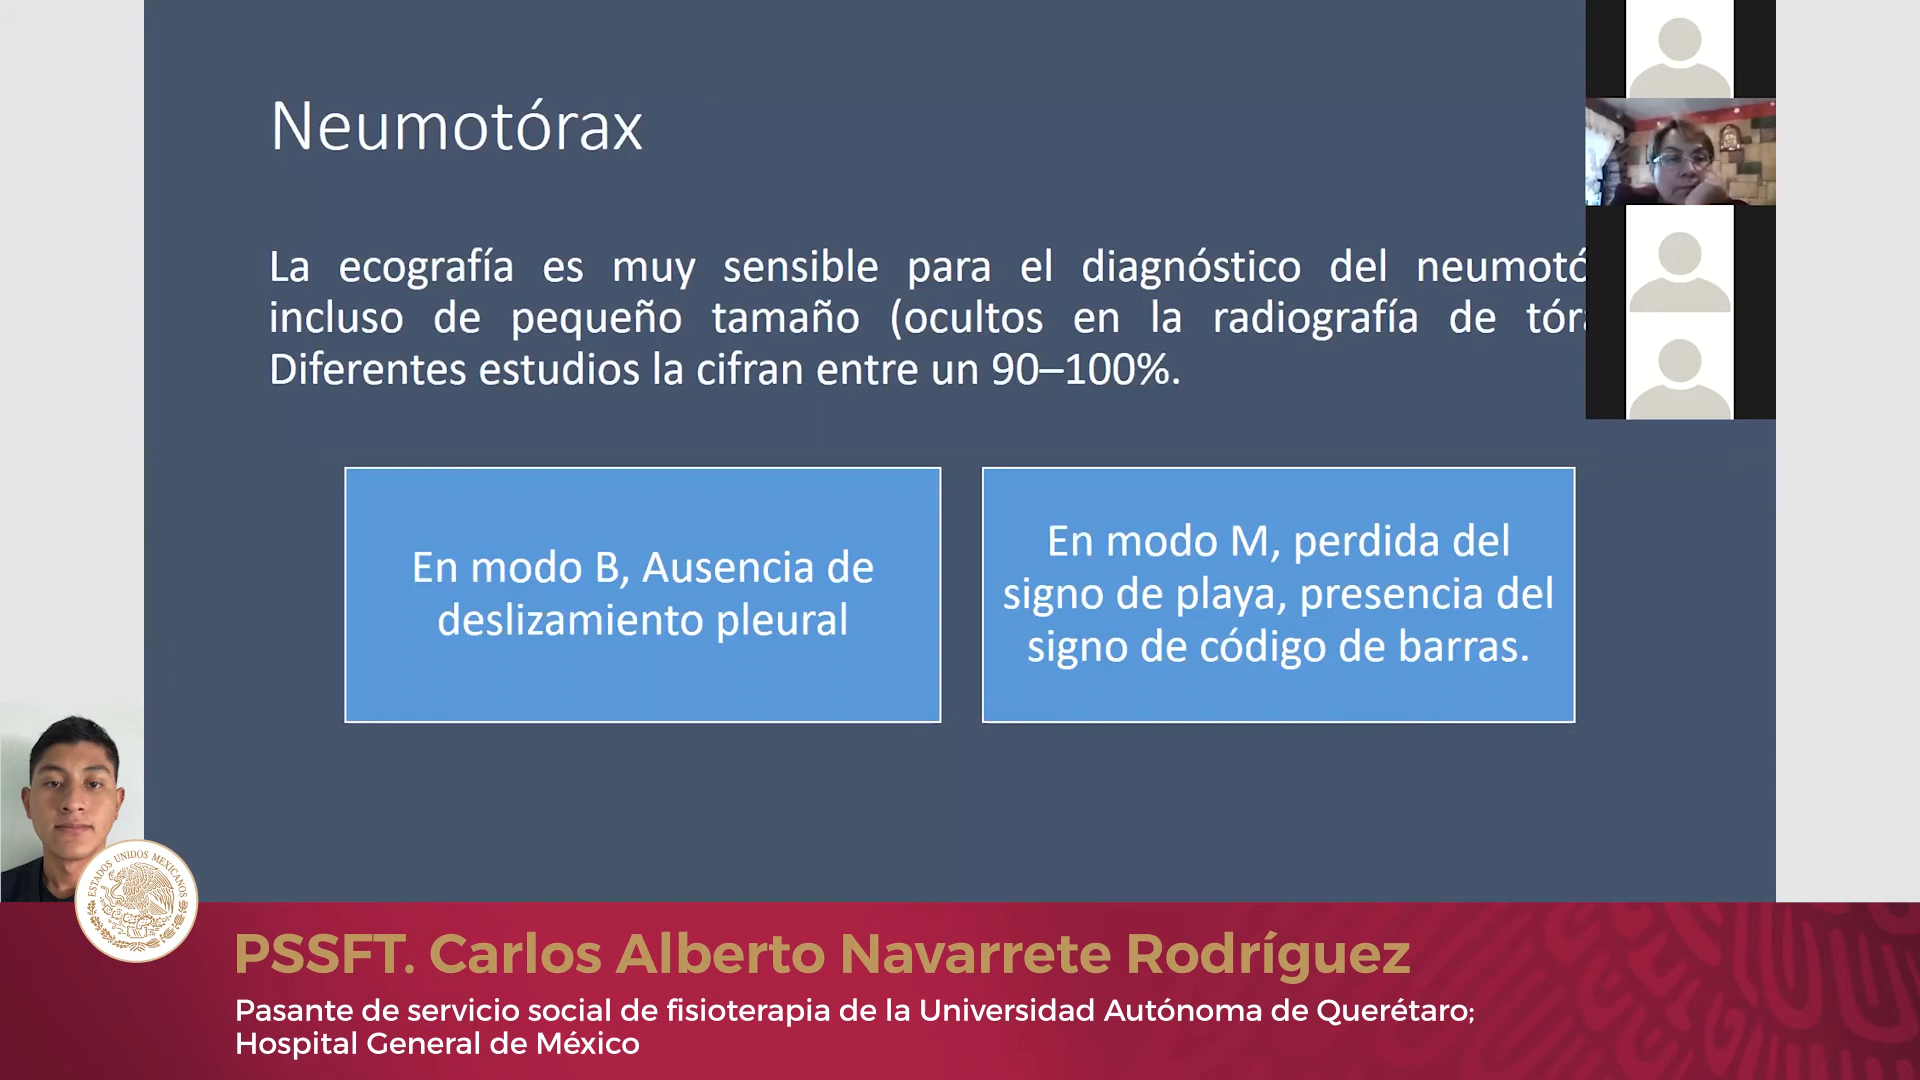 Neumotórax
La ecografía es muy sensible para el diagnóstico del
incluso de pequeño tamaño (ocultos en la radiografía de
Diferentes estudios la cifran entre un 90–100%.
En modo B, Ausencia de
deslizamiento pleural
En modo M, perdida del
signo de playa, presencia del
signo de código de barras.
ESTADOS UNIDOS MEXICANOS
PSSFT. Carlos Alberto Navarrete Rodríguez
Pasante de servicio social de fisioterapia de la Universidad Autónoma de Querétaro;
Hospital General de México